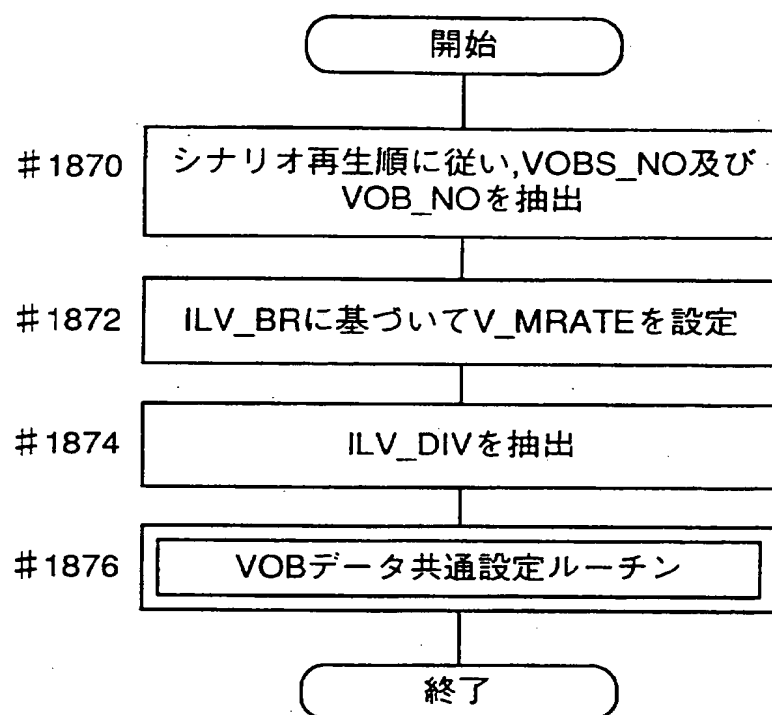 開始
#1870
シナリオ再生順に従い,VOBS_NO及び
VOB_NOを抽出
#1872
ILV_BRに基づいてV_MRATEを設定
#1874
ILV_DIVを抽出
#1876
VOBデータ共通設定ルーチン
終了